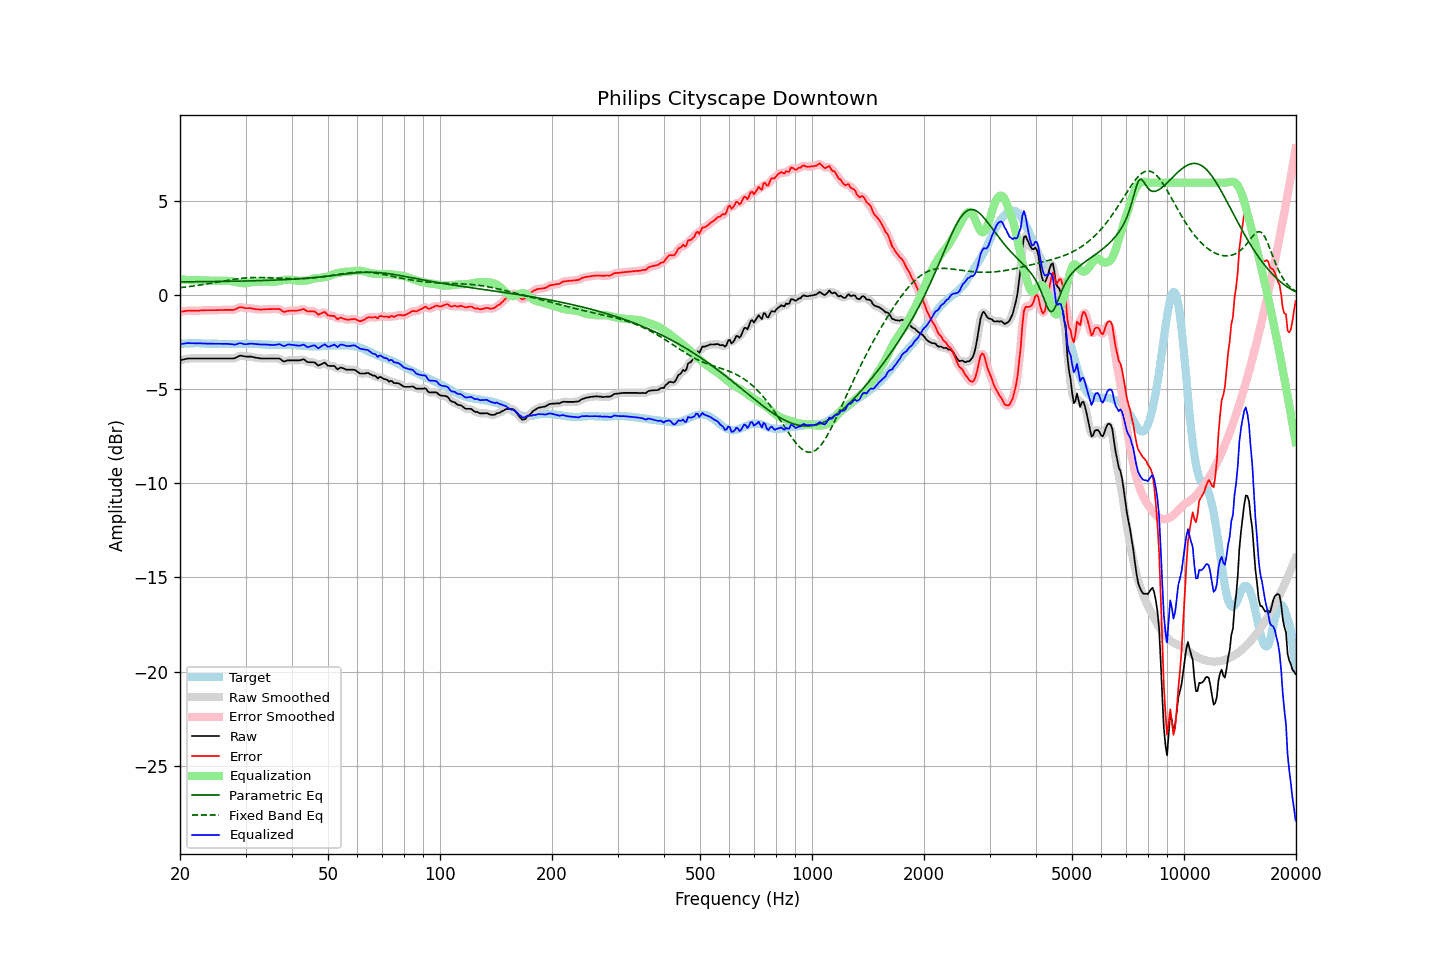 Philips Cityscape Downtown
Amplitude (dBr)
5
0
−5
−10
−15
−20
−25
Target
Raw Smoothed
Error Smoothed
Raw
Error
Equalization
Parametric Eq
Fixed Band Eq
Equalized
20 50 100 200 500 1000 2000 5000 10000 20000
Frequency (Hz)